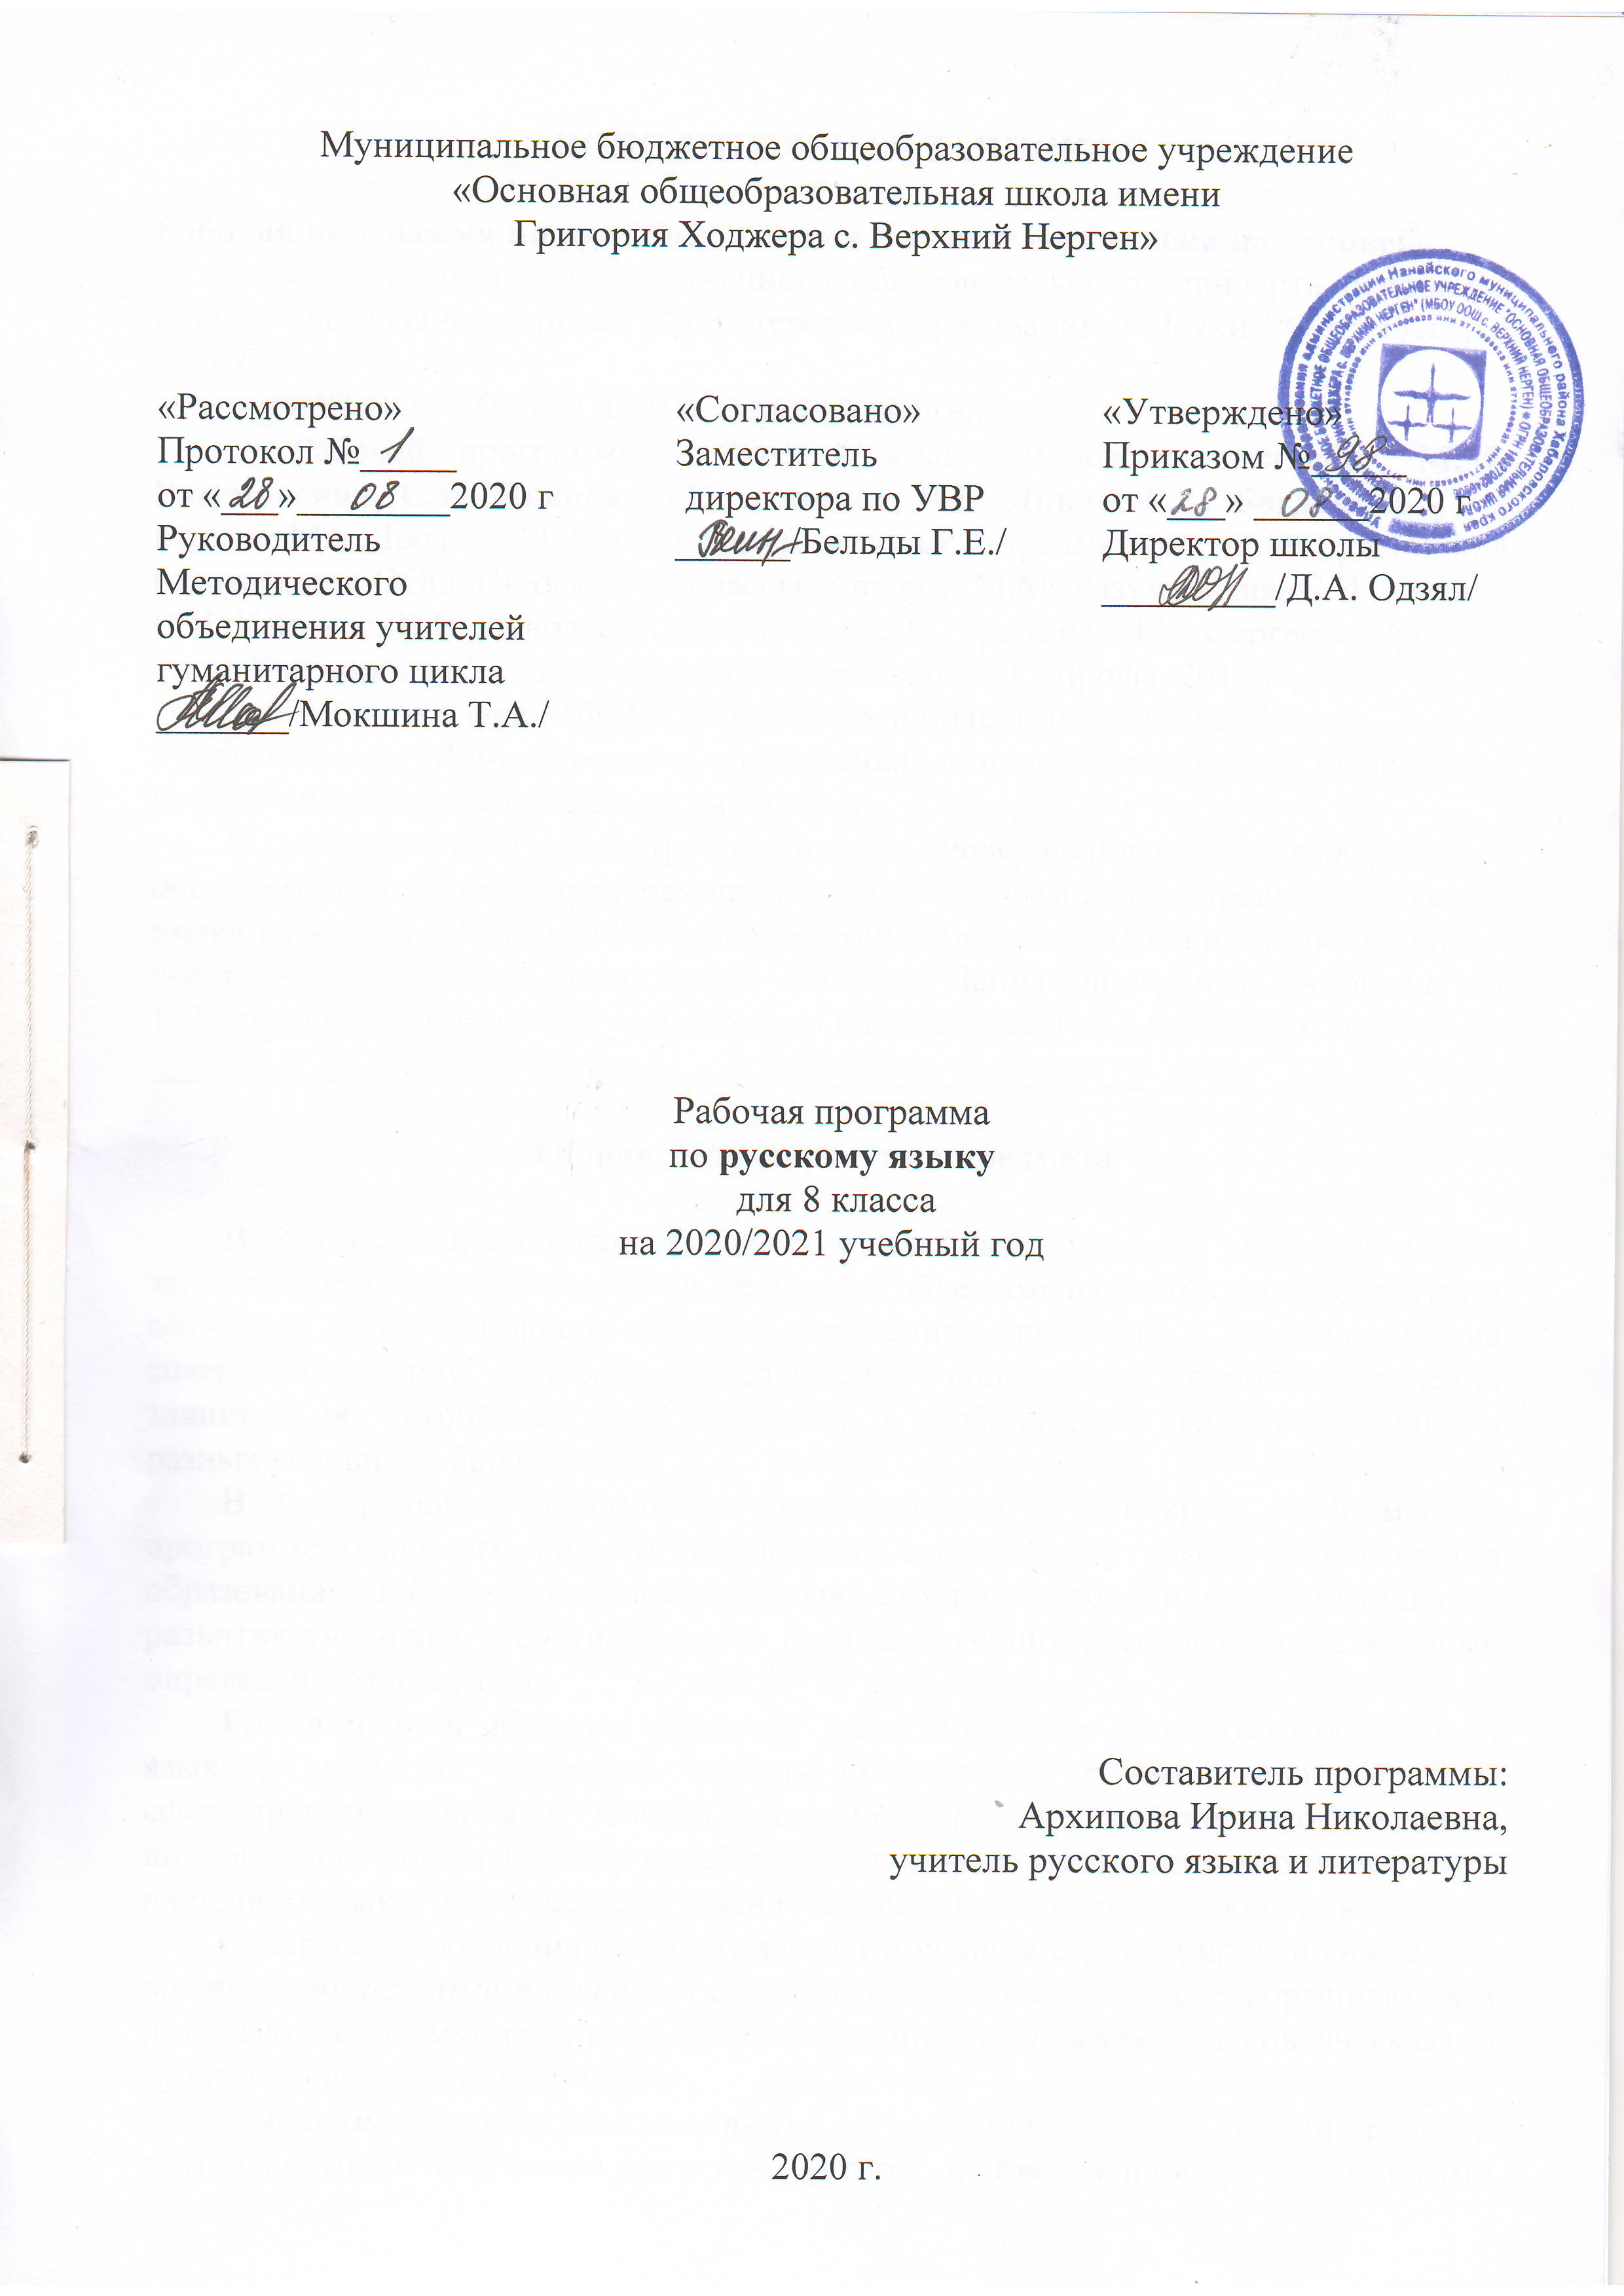 Муниципальное бюджетное общеобразовательное учреждение
«Основная общеобразовательная школа имени
Григория Ходжера с. Верхний Нерген»
«Рассмотрено»
Протокол № 1
от «28» 08 2020 г
Руководитель
Методического
объединения учителей
гуманитарного цикла
/Мокшина Т.А./
«Согласовано»
Заместитель
директора по УВР
/Бельды Г.Е./
«Утверждено»
Приказом № 98
от «28» 08 2020 г
Директор школы
/Д.А. Одзял/
Рабочая программа
по русскому языку
для 8 класса
на 2020/2021 учебный год
Составитель программы:
Архипова Ирина Николаевна,
учитель русского языка и литературы
2020 г.